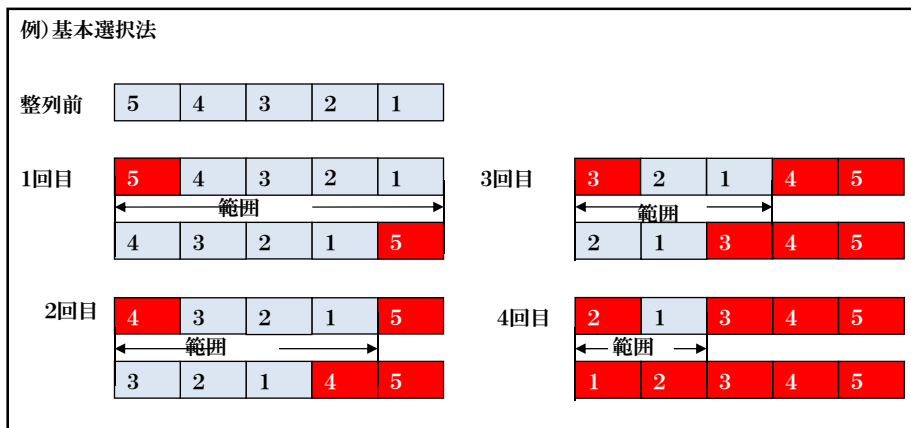 例)基本選択法
整列前 5 4 3 2 1
1回目 5 4 3 2 1
範囲
4 3 2 1 5
2回目 4 3 2 1 5
範囲
3 2 1 4 5
3回目 3 2 1 4 5
範囲
2 1 3 4 5
4回目 2 1 3 4 5
範囲
1 2 3 4 5